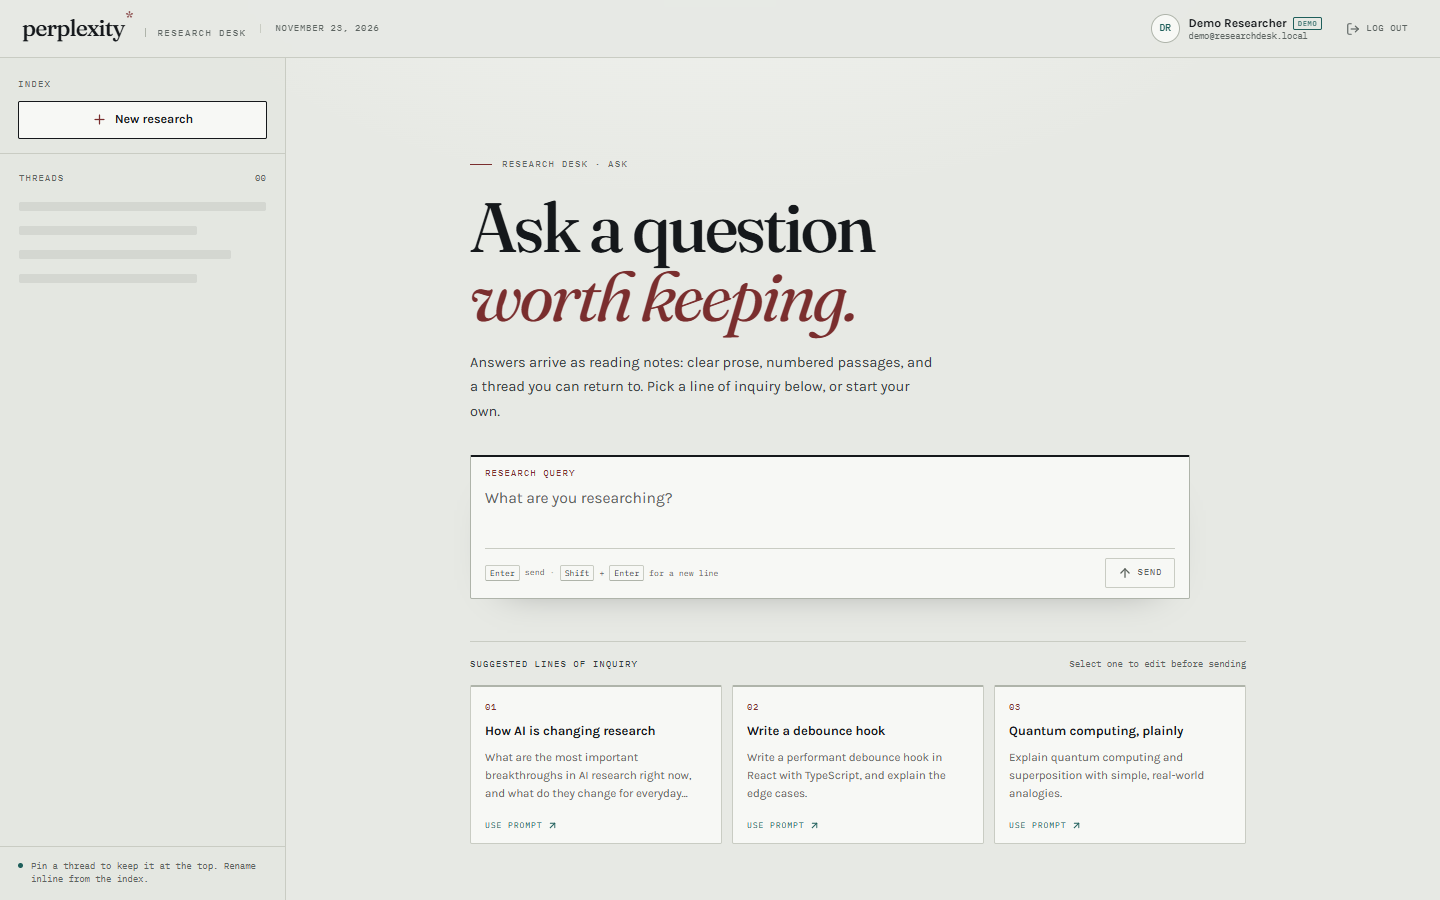 perplexity*
RESEARCH DESK
NOVEMBER 23, 2026
DR
Demo Researcher DEMO
demo@researchdesk.local
LOG OUT
INDEX
New research
THREADS 00
Pin a thread to keep it at the top. Rename
inline from the index.
RESEARCH DESK · ASK
Ask a question
worth keeping.
Answers arrive as reading notes: clear prose, numbered passages, and
a thread you can return to. Pick a line of inquiry below, or start your
own.
RESEARCH QUERY
What are you researching?
Enter send · Shift + Enter for a new line
SEND
SUGGESTED LINES OF INQUIRY
Select one to edit before sending
01
How AI is changing research
What are the most important
breakthroughs in AI research right now,
and what do they change for everyday…
USE PROMPT
02
Write a debounce hook
Write a performant debounce hook in
React with TypeScript, and explain the
edge cases.
USE PROMPT
03
Quantum computing, plainly
Explain quantum computing and
superposition with simple, real-world
analogies.
USE PROMPT